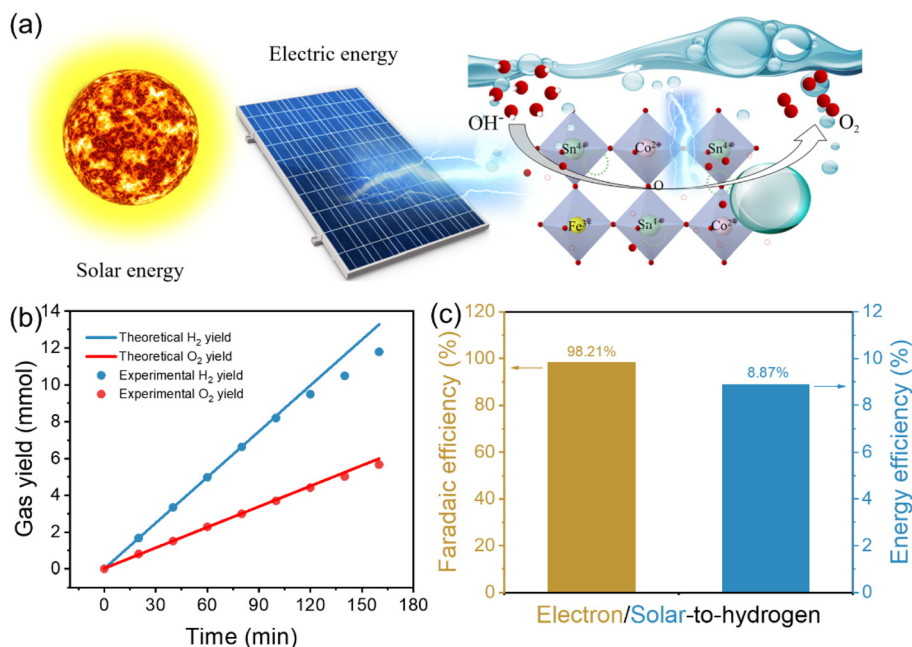 (a)
Electric energy
Solar energy
OH⁻
O₂
Sn⁴⁺
Co²⁺
Sn⁴⁺
O
Fe³⁺
Sn⁴⁺
Co²⁺
(b)
Theoretical H₂ yield
Theoretical O₂ yield
Experimental H₂ yield
Experimental O₂ yield
Gas yield (mmol)
14
12
10
8
6
4
2
0
0 30 60 90 120 150 180
Time (min)
(c)
Faradaic efficiency (%)
120
100
80
60
40
20
0
98.21%
8.87%
12
10
8
6
4
2
0
Energy efficiency (%)
Electron/Solar-to-hydrogen